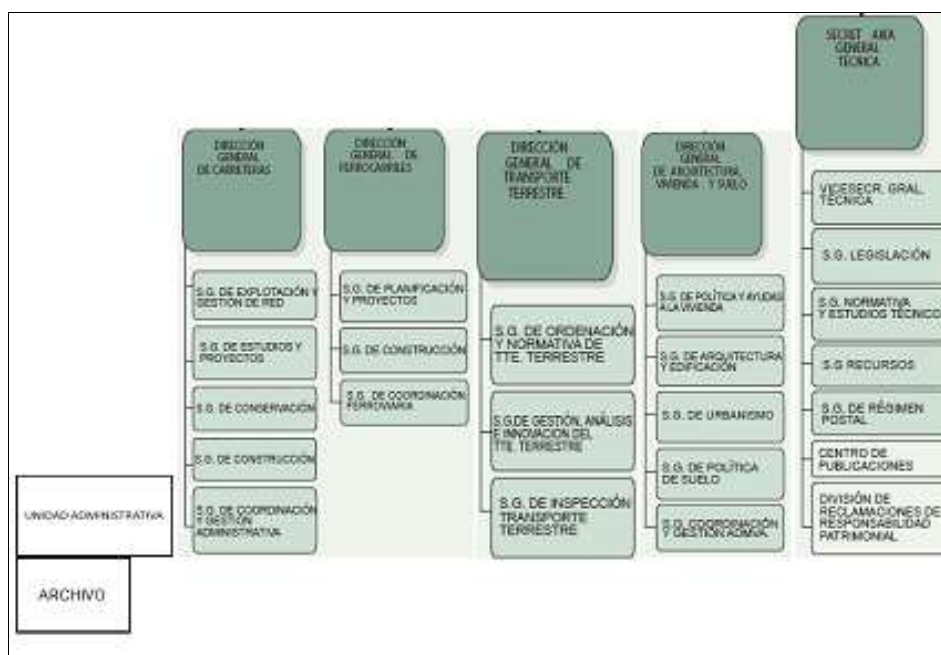 DIRECCIÓN
GENERAL
DE CARRETERAS
S.G. DE EXPLOTACIÓN Y
GESTIÓN DE RED
S.G. DE ESTUDIOS Y
PROYECTOS
S.G. DE CONSERVACIÓN
S.G. DE CONSTRUCCIÓN
S.G. DE COORDINACIÓN
Y GESTIÓN
ADMINISTRATIVA
DIRECCIÓN
GENERAL DE
FERROCARRILES
S.G. DE PLANIFICACIÓN
Y PROYECTOS
S.G. DE CONSTRUCCIÓN
S.G. DE COORDINACIÓN
FERROVIARIA
DIRECCIÓN
GENERAL DE
TRANSPORTE
TERRESTRE
S.G. DE ORDENACIÓN
Y NORMATIVA DE
TTE. TERRESTRE
S.G.DE GESTIÓN, ANÁLISIS
E INNOVACION DEL
TTE. TERRESTRE
S.G. DE INSPECCIÓN
TRANSPORTE
TERRESTRE
DIRECCIÓN
GENERAL
DE ARQUITECTURA,
VIVIENDA Y SUELO
S.G. DE POLÍTICA Y AYUDAS
A LA VIVIENDA
S.G. DE ARQUITECTURA
Y EDIFICACIÓN
S.G. DE URBANISMO
S.G. DE POLÍTICA
DE SUELO
S.G. COORDINACIÓN
Y GESTIÓN ADMVA.
SECRET ARIA
GENERAL
TÉCNICA
VICESECR. GRAL.
TÉCNICA
S.G. LEGISLACIÓN
S.G. NORMATIVA
Y ESTUDIOS TÉCNICO
S.G RECURSOS
S.G. DE RÉGIMEN
POSTAL
CENTRO DE
PUBLICACIONES
DIVISIÓN DE
RECLAMACIONES DE
RESPONSABILIDAD
PATRIMONIAL
UNIDAD ADMINISTRATIVA
ARCHIVO